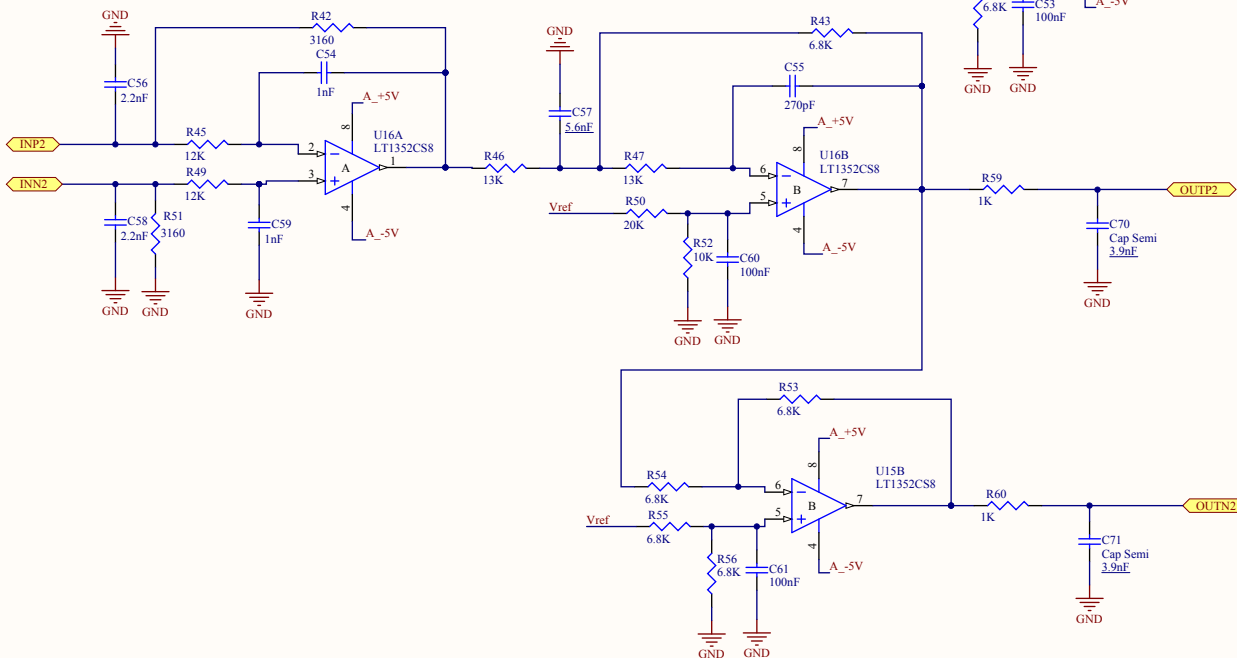 GND
R42
3160
C54
1nF
C56
2.2nF
A_+5V
8
U16A
LT1352CS8
INP2
R45
12K
2
A
1
INN2
R49
12K
3
4
A_-5V
C58
2.2nF
R51
3160
C59
1nF
GND
GND
GND
GND
R43
6.8K
C55
270pF
C57
5.6nF
A_+5V
8
U16B
LT1352CS8
R46
13K
R47
13K
6
B
7
Vref
R50
20K
5
4
A_-5V
R52
10K
C60
100nF
GND
GND
6.8K
C53
100nF
A_-5V
GND
GND
R59
1K
OUTP2
C70
Cap Semi
3.9nF
GND
R53
6.8K
A_+5V
8
U15B
LT1352CS8
R54
6.8K
6
B
7
Vref
R55
6.8K
5
4
A_-5V
R56
6.8K
C61
100nF
GND
GND
R60
1K
OUTN2
C71
Cap Semi
3.9nF
GND